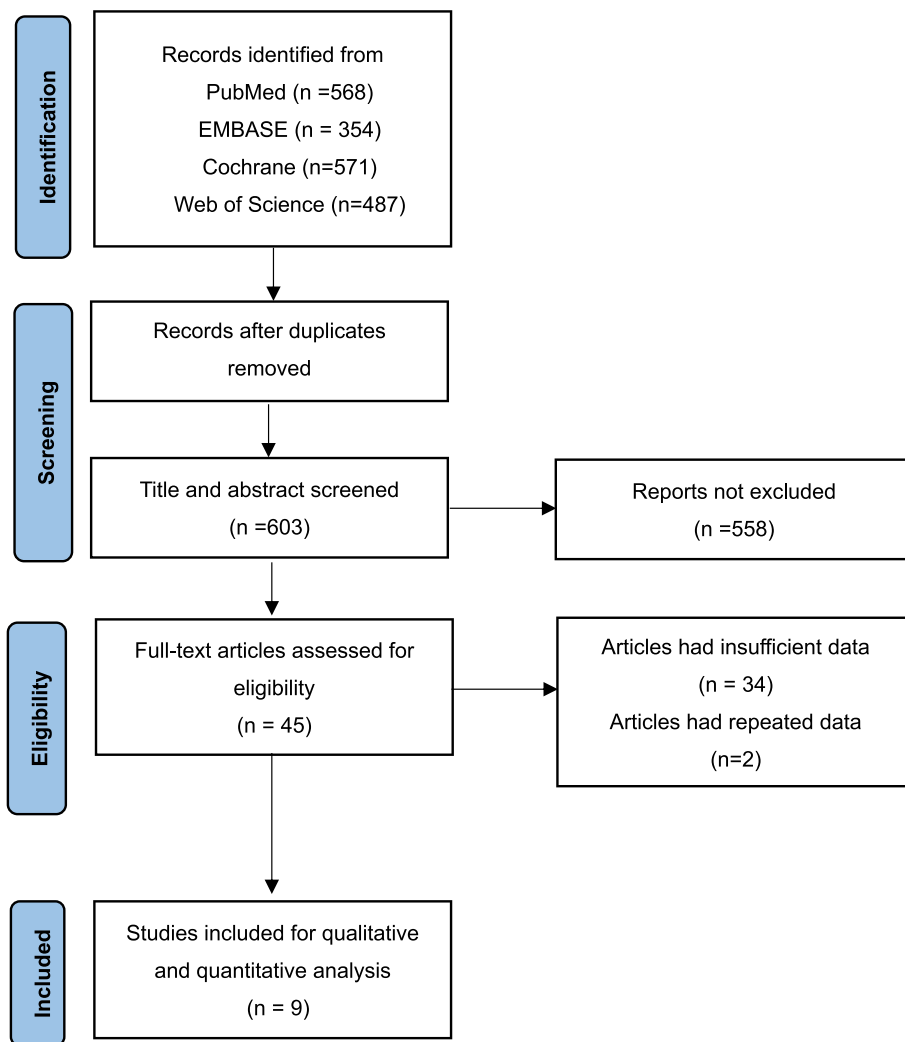 Identification
Records identified from
PubMed (n =568)
EMBASE (n = 354)
Cochrane (n=571)
Web of Science (n=487)
Screening
Records after duplicates
removed
Title and abstract screened
(n =603)
Reports not excluded
(n =558)
Eligibility
Full-text articles assessed for
eligibility
(n = 45)
Articles had insufficient data
(n = 34)
Articles had repeated data
(n=2)
Included
Studies included for qualitative
and quantitative analysis
(n = 9)